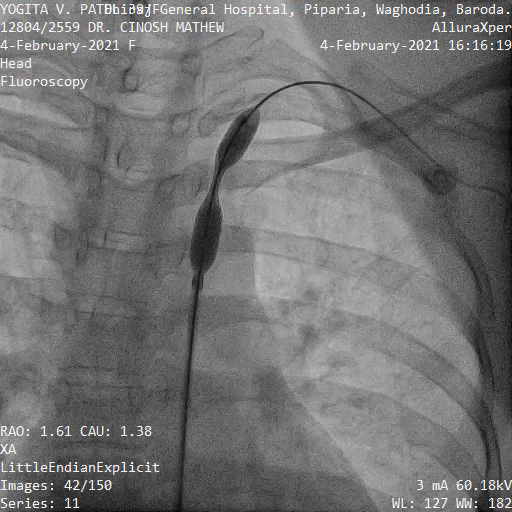 YOGITA V. PATEL General Hospital, Piparia, Waghodia, Baroda.
12804/2559 DR. CINOSH MATHEW
AlluraXper
4-February-2021 F
4-February-2021 16:16:19
Head
Fluoroscopy
RAO: 1.61 CAU: 1.38
XA
LittleEndianExplicit
Images: 42/150
Series: 11
3 mA 60.18kV
WL: 127 WW: 182